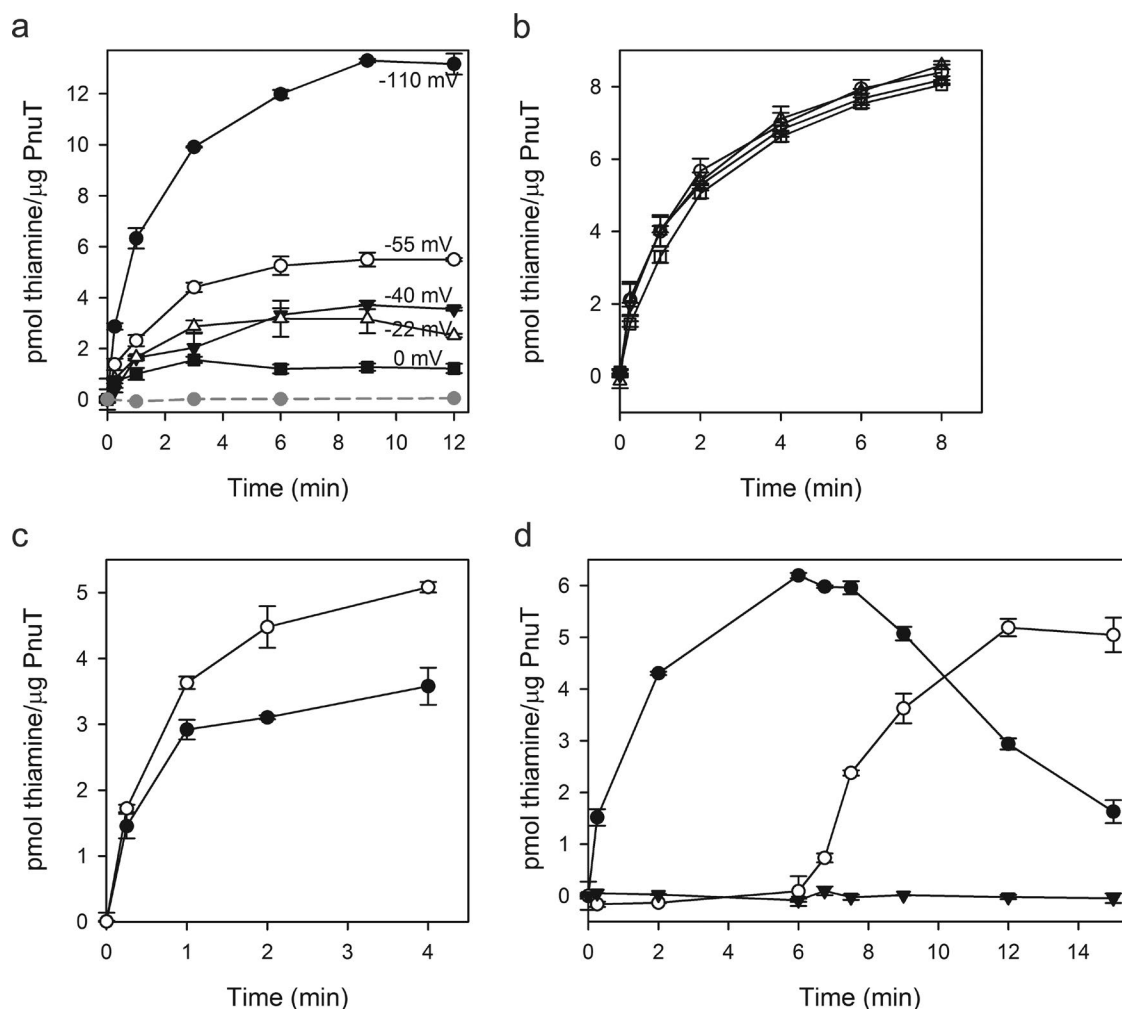 a
12
10
8
6
4
2
0
pmol thiamine/μg PnuT
-110 mV
-55 mV
-40 mV
-22 mV
0 mV
0 2 4 6 8 10 12
Time (min)
b
8
6
4
2
0
pmol thiamine/μg PnuT
0 2 4 6 8
Time (min)
c
5
4
3
2
1
0
pmol thiamine/μg PnuT
0 1 2 3 4
Time (min)
d
6
5
4
3
2
1
0
pmol thiamine/μg PnuT
0 2 4 6 8 10 12 14
Time (min)